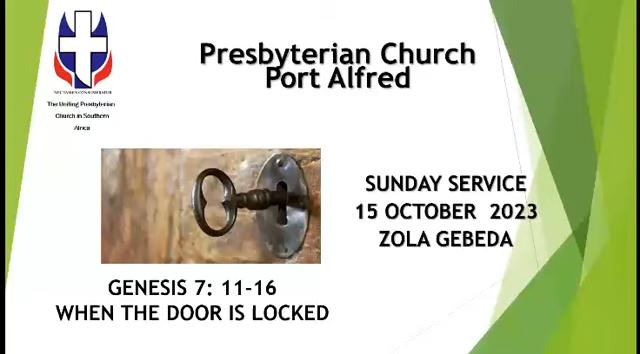 Presbyterian Church
Port Alfred
The Uniting Presbyterian
Church in Southern
Africa
SUNDAY SERVICE
15 OCTOBER 2023
ZOLA GEBEDA
GENESIS 7: 11-16
WHEN THE DOOR IS LOCKED